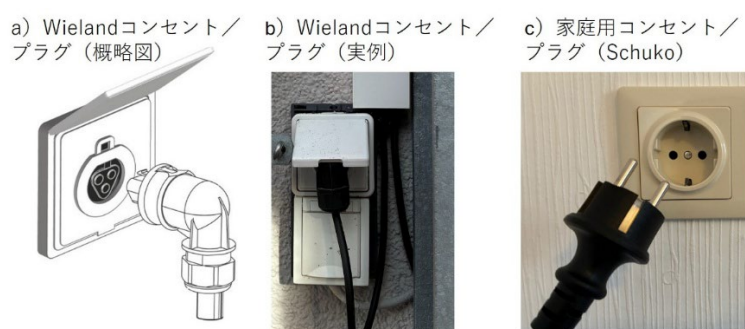 a）Wielandコンセント／
プラグ（概略図）
b）Wielandコンセント／
プラグ（実例）
c）家庭用コンセント／
プラグ（Schuko）